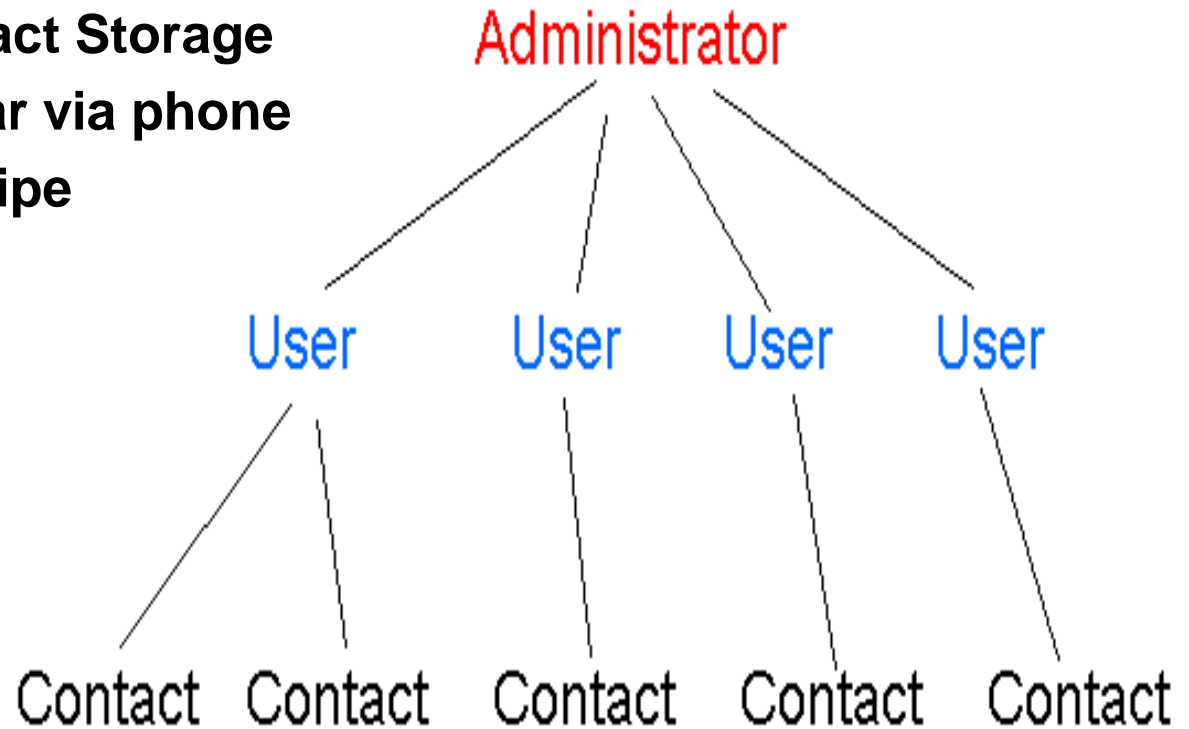 act Storage
Administrator
ar via phone
ipe
User User User User
Contact Contact Contact Contact Contact